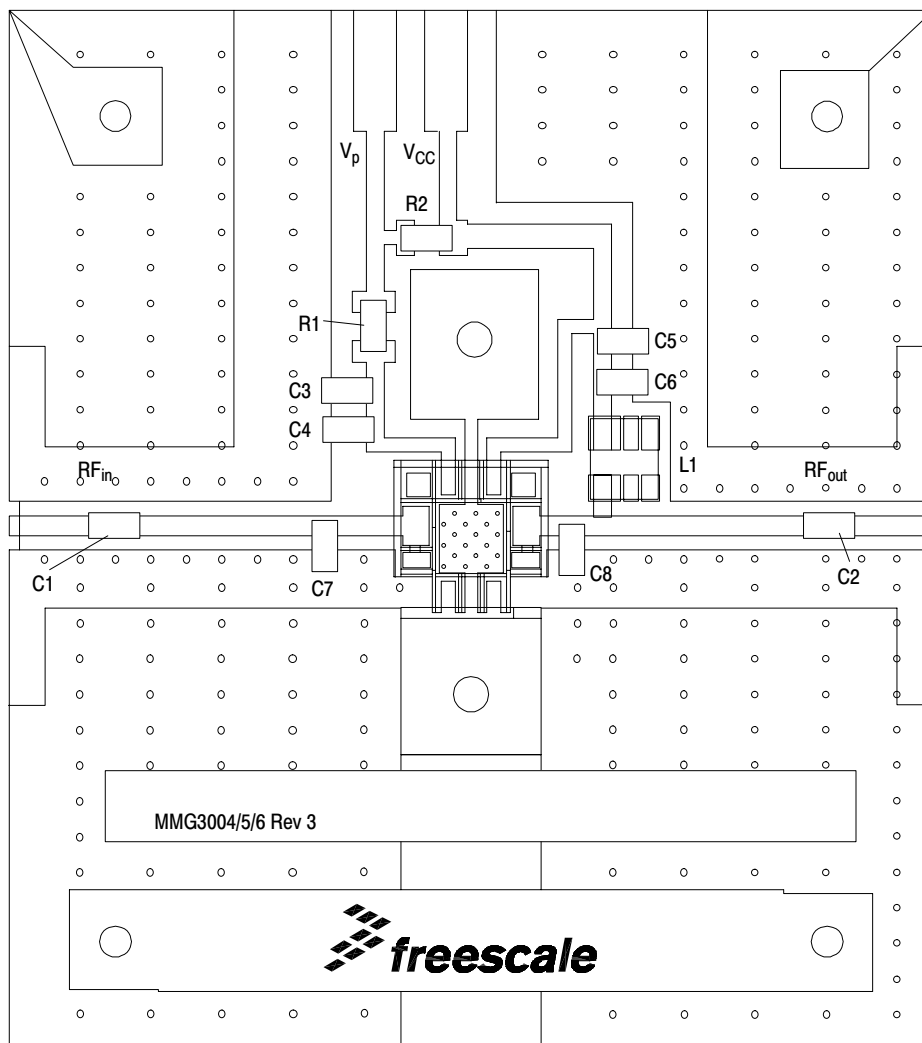 Vp
VCC
R2
R1
C5
C3
C6
C4
RFin
L1
RFout
C1
C7
C8
C2
MMG3004/5/6 Rev 3
freescale